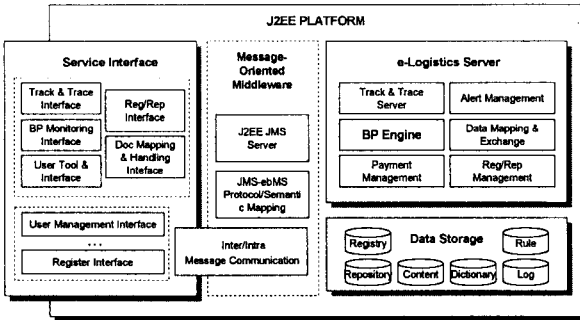 J2EE PLATFORM
Service Interface
Track & Trace
Interface
BP Monitoring
Interface
User Tool &
Interface
Reg/Rep
Interface
Doc Mapping
& Handling
Inteface
User Management Interface
...
Register Interface
Message-
Oriented
Middleware
J2EE JMS
Server
JMS-ebMS
Protocol/Semanti
c Mapping
Inter/Intra
Message Communication
e-Logistics Server
Track & Trace
Server
Alert Management
BP Engine
Data Mapping &
Exchange
Payment
Management
Reg/Rep
Management
Data Storage
Registry
Rule
Repository
Content
Dictionary
Log